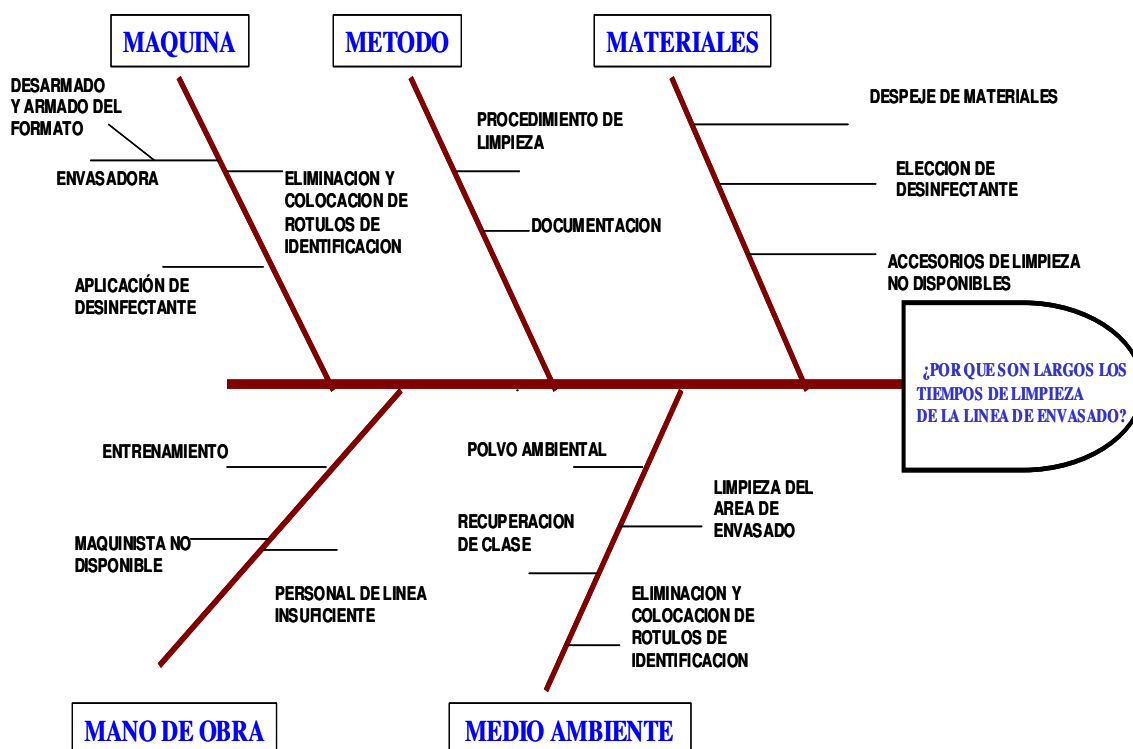 MAQUINA
METODO
MATERIALES
DESARMADO
Y ARMADO DEL
FORMATO
ENVASADORA
ELIMINACION Y
COLOCACION DE
ROTULOS DE
IDENTIFICACION
APLICACIÓN DE
DESINFECTANTE
PROCEDIMIENTO DE
LIMPIEZA
DOCUMENTACION
DESPEJE DE MATERIALES
ELECCION DE
DESINFECTANTE
ACCESORIOS DE LIMPIEZA
NO DISPONIBLES
¿POR QUE SON LARGOS LOS
TIEMPOS DE LIMPIEZA
DE LA LINEA DE ENVASADO?
ENTRENAMIENTO
MAQUINISTA NO
DISPONIBLE
PERSONAL DE LINEA
INSUFICIENTE
POLVO AMBIENTAL
LIMPIEZA DEL
AREA DE
ENVASADO
RECUPERACION
DE CLASE
ELIMINACION Y
COLOCACION DE
ROTULOS DE
IDENTIFICACION
MANO DE OBRA
MEDIO AMBIENTE